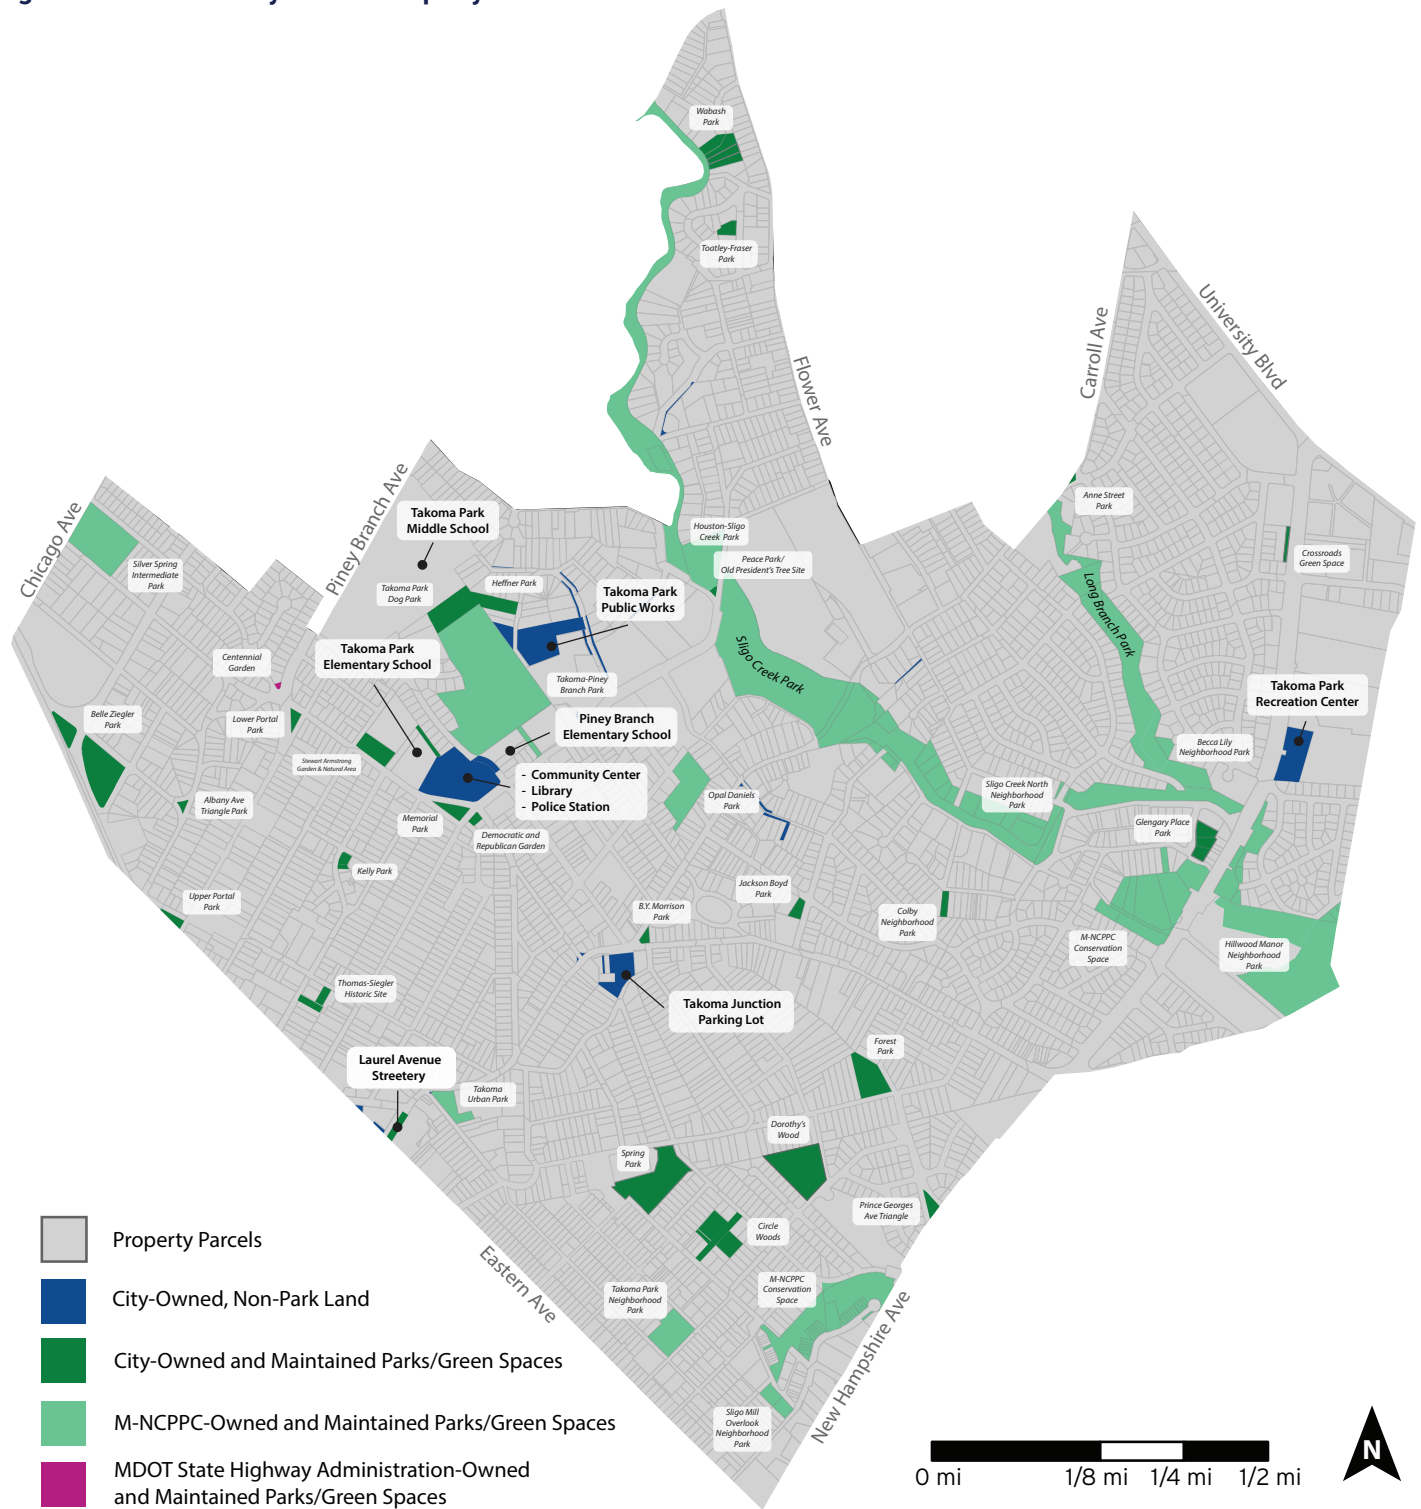 Wabash
Park
Toatley-Fraser
Park
Flower Ave
Carroll Ave
University Blvd
Chicago Ave
Piney Branch Ave
Takoma Park
Middle School
Anne Street
Park
Houston-Sligo
Creek Park
Crossroads
Green Space
Silver Spring
Intermediate
Park
Peace Park/
Old President's Tree Site
Takoma Park
Dog Park
Heffner Park
Takoma Park
Public Works
Long Branch Park
Takoma Park
Elementary School
Centennial
Garden
Sligo Creek Park
Takoma-Piney
Branch Park
Takoma Park
Recreation Center
Belle Ziegler
Park
Lower Portal
Park
Piney Branch
Elementary School
Becca Lily
Neighborhood Park
Stewart Armstrong
Garden & Natural Area
- Community Center
- Library
- Police Station
Sligo Creek North
Neighborhood
Park
Opal Daniels
Park
Albany Ave
Triangle Park
Memorial
Park
Democratic and
Republican Garden
Glengary Place
Park
Kelly Park
Jackson Boyd
Park
Upper Portal
Park
B.Y. Morrison
Park
Colby
Neighborhood
Park
M-NCPPC
Conservation
Space
Hillwood Manor
Neighborhood
Park
Thomas-Siegler
Historic Site
Takoma Junction
Parking Lot
Forest
Park
Laurel Avenue
Streetery
Takoma
Urban Park
Dorothy's
Wood
Spring
Park
Prince Georges
Ave Triangle
Circle
Woods
Eastern Ave
M-NCPPC
Conservation
Space
Takoma Park
Neighborhood
Park
New Hampshire Ave
Sligo Mill
Overlook
Neighborhood
Park
Property Parcels
City-Owned, Non-Park Land
City-Owned and Maintained Parks/Green Spaces
M-NCPPC-Owned and Maintained Parks/Green Spaces
MDOT State Highway Administration-Owned
and Maintained Parks/Green Spaces
0 mi 1/8 mi 1/4 mi 1/2 mi
N